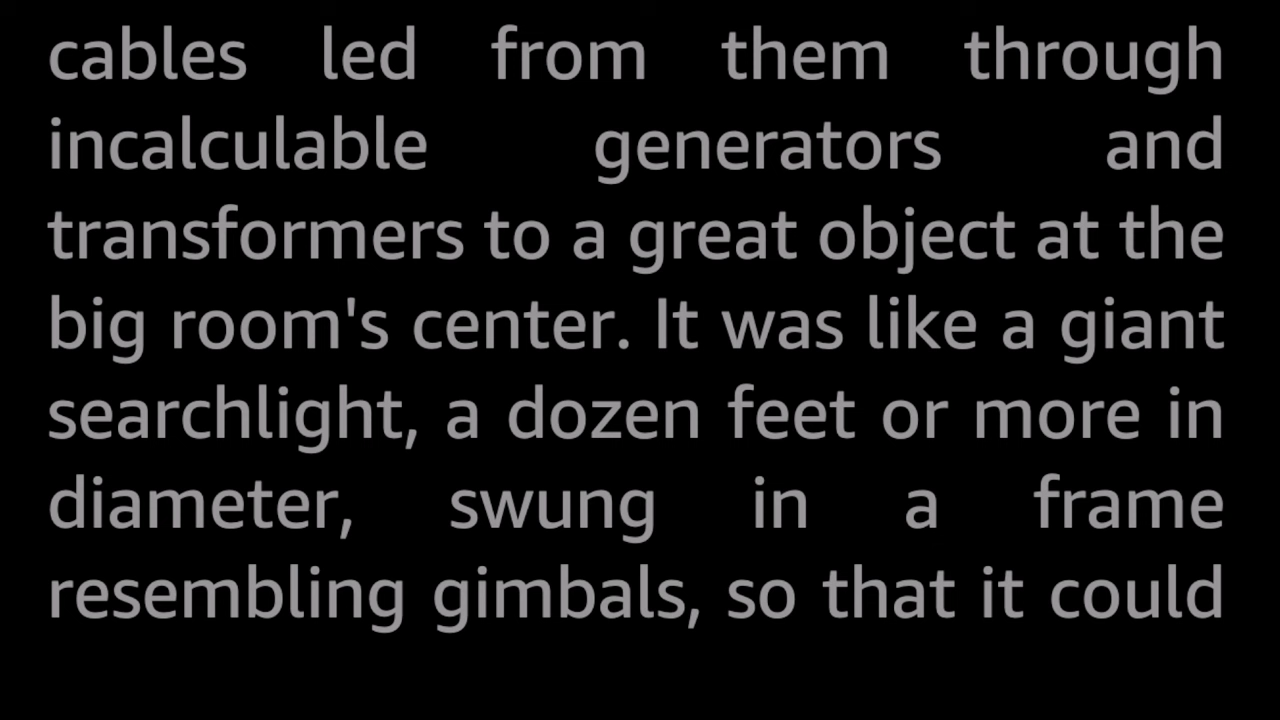 cables led from them through
incalculable generators and
transformers to a great object at the
big room's center. It was like a giant
searchlight, a dozen feet or more in
diameter, swung in a frame
resembling gimbals, so that it could